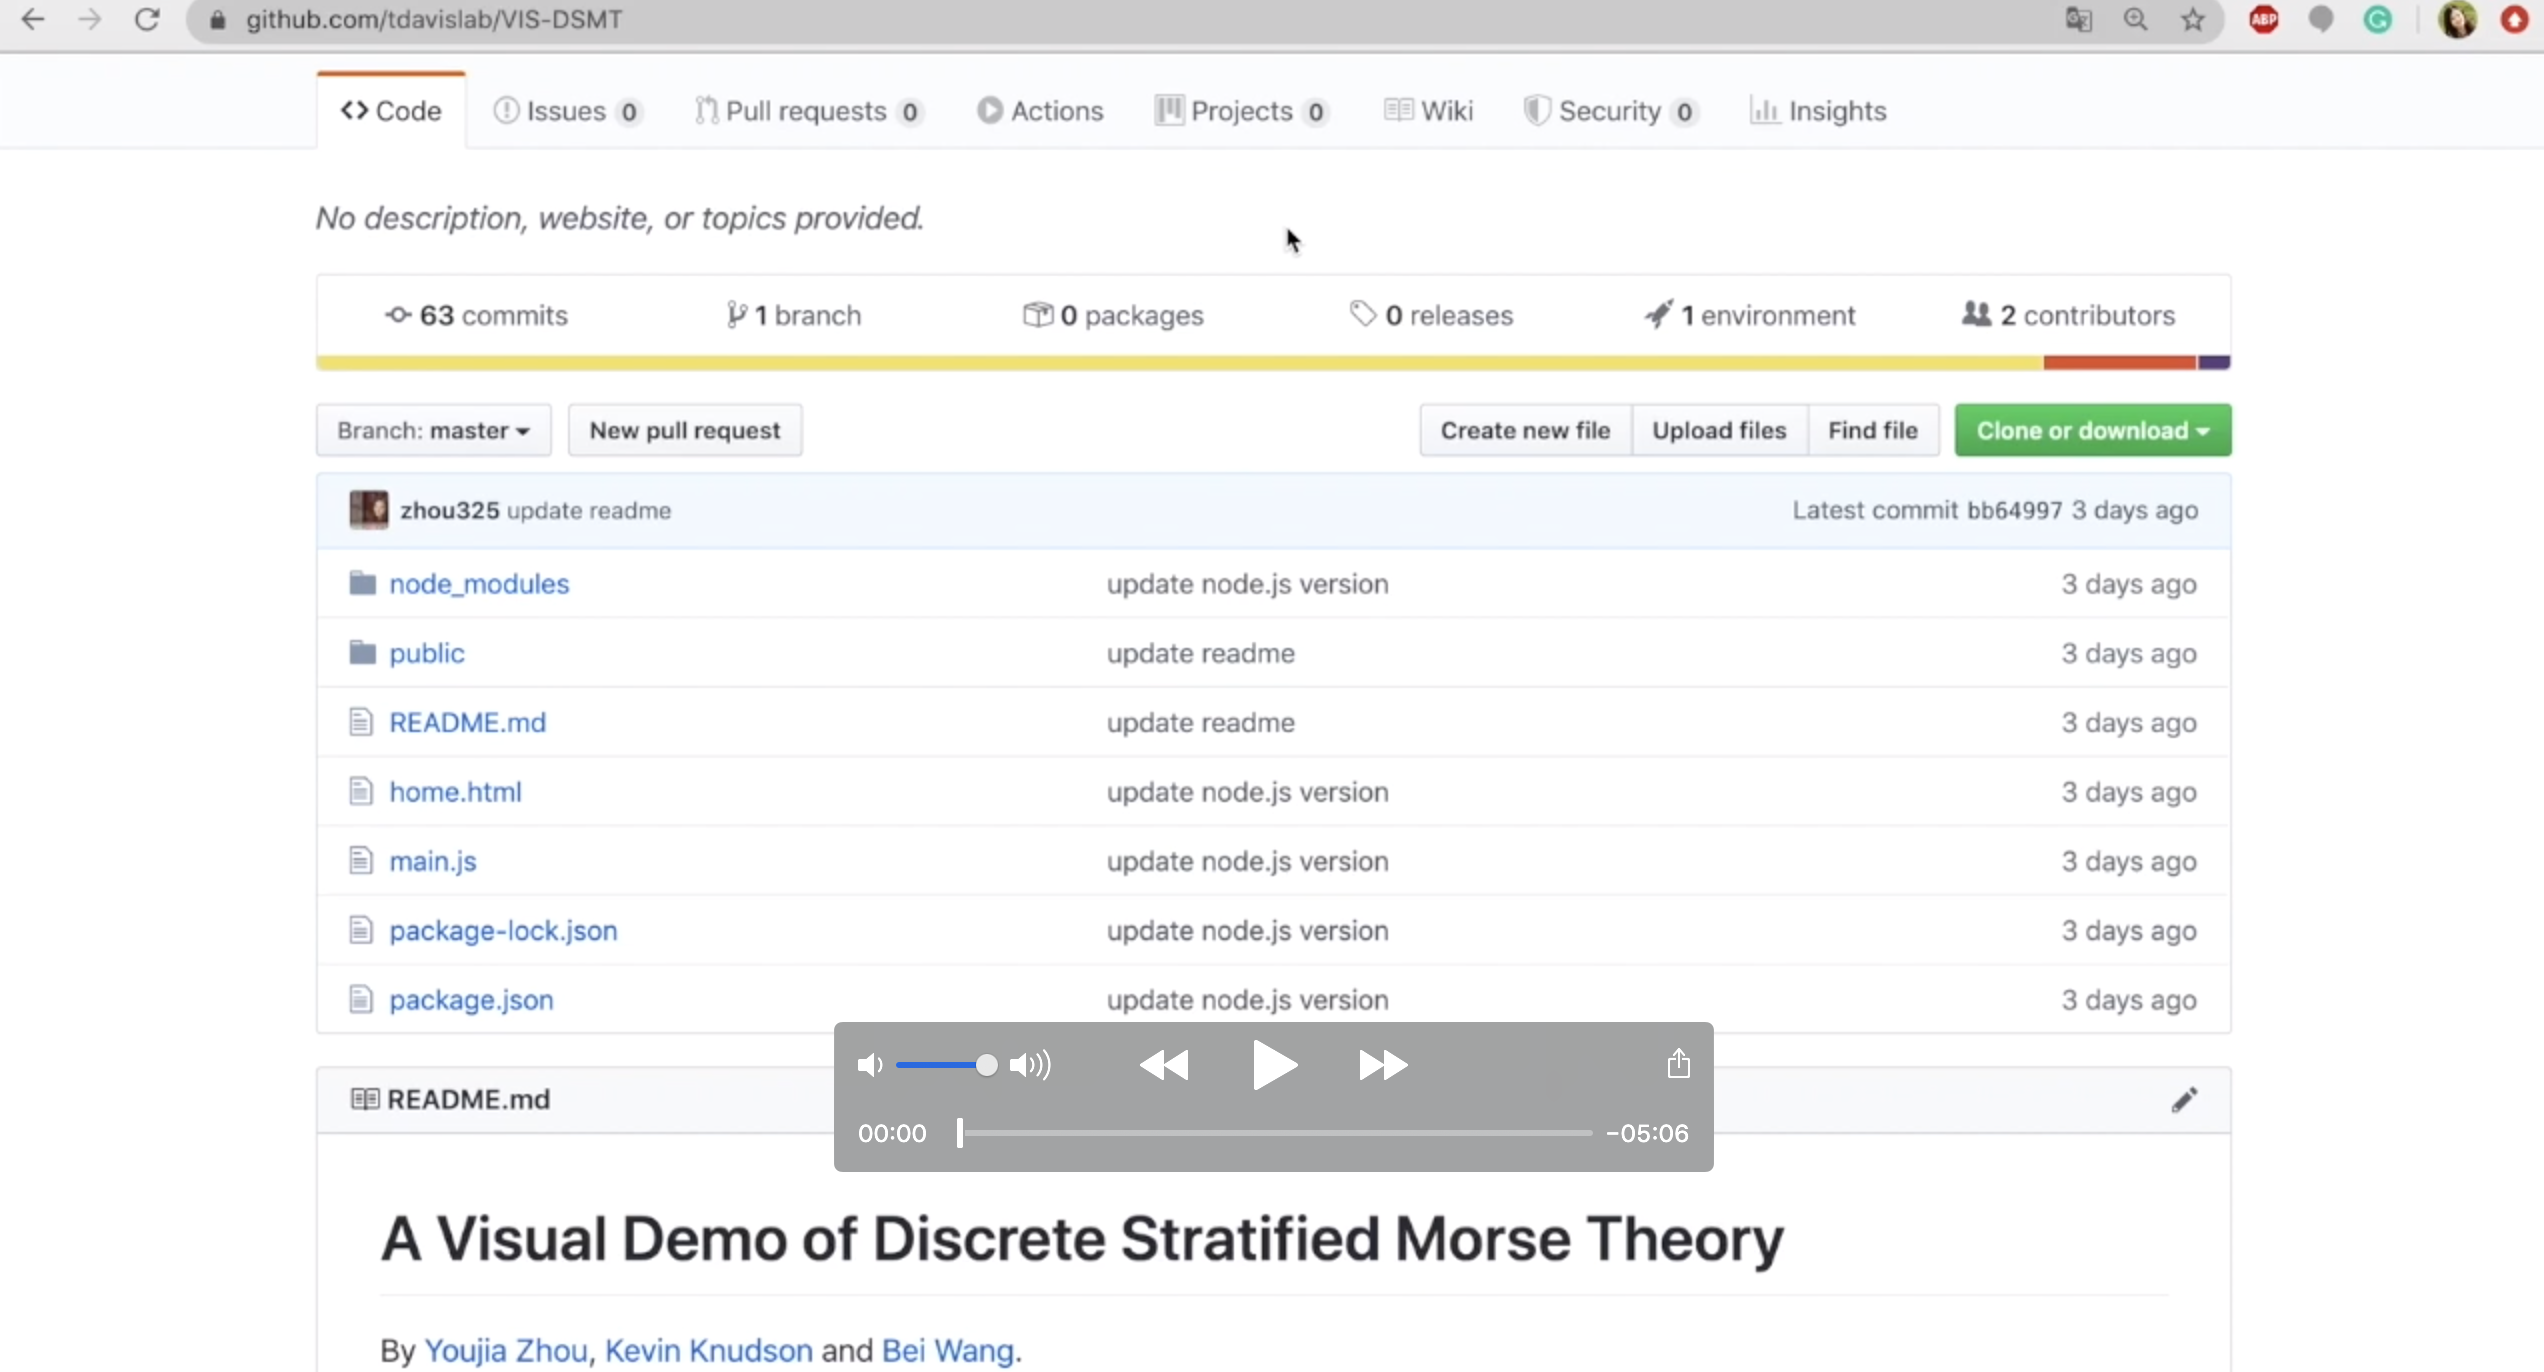 github.com/tdavislab/VIS-DSMT
ABP
Code Issues 0 Pull requests 0 Actions Projects 0 Wiki Security 0 Insights
No description, website, or topics provided.
63 commits 1 branch 0 packages 0 releases 1 environment 2 contributors
Branch: master New pull request Create new file Upload files Find file Clone or download
zhou325 update readme Latest commit bb64997 3 days ago
node_modules update node.js version 3 days ago
public update readme 3 days ago
README.md update readme 3 days ago
home.html update node.js version 3 days ago
main.js update node.js version 3 days ago
package-lock.json update node.js version 3 days ago
package.json update node.js version 3 days ago
README.md
00:00 -05:06
A Visual Demo of Discrete Stratified Morse Theory
By Youjia Zhou, Kevin Knudson and Bei Wang.